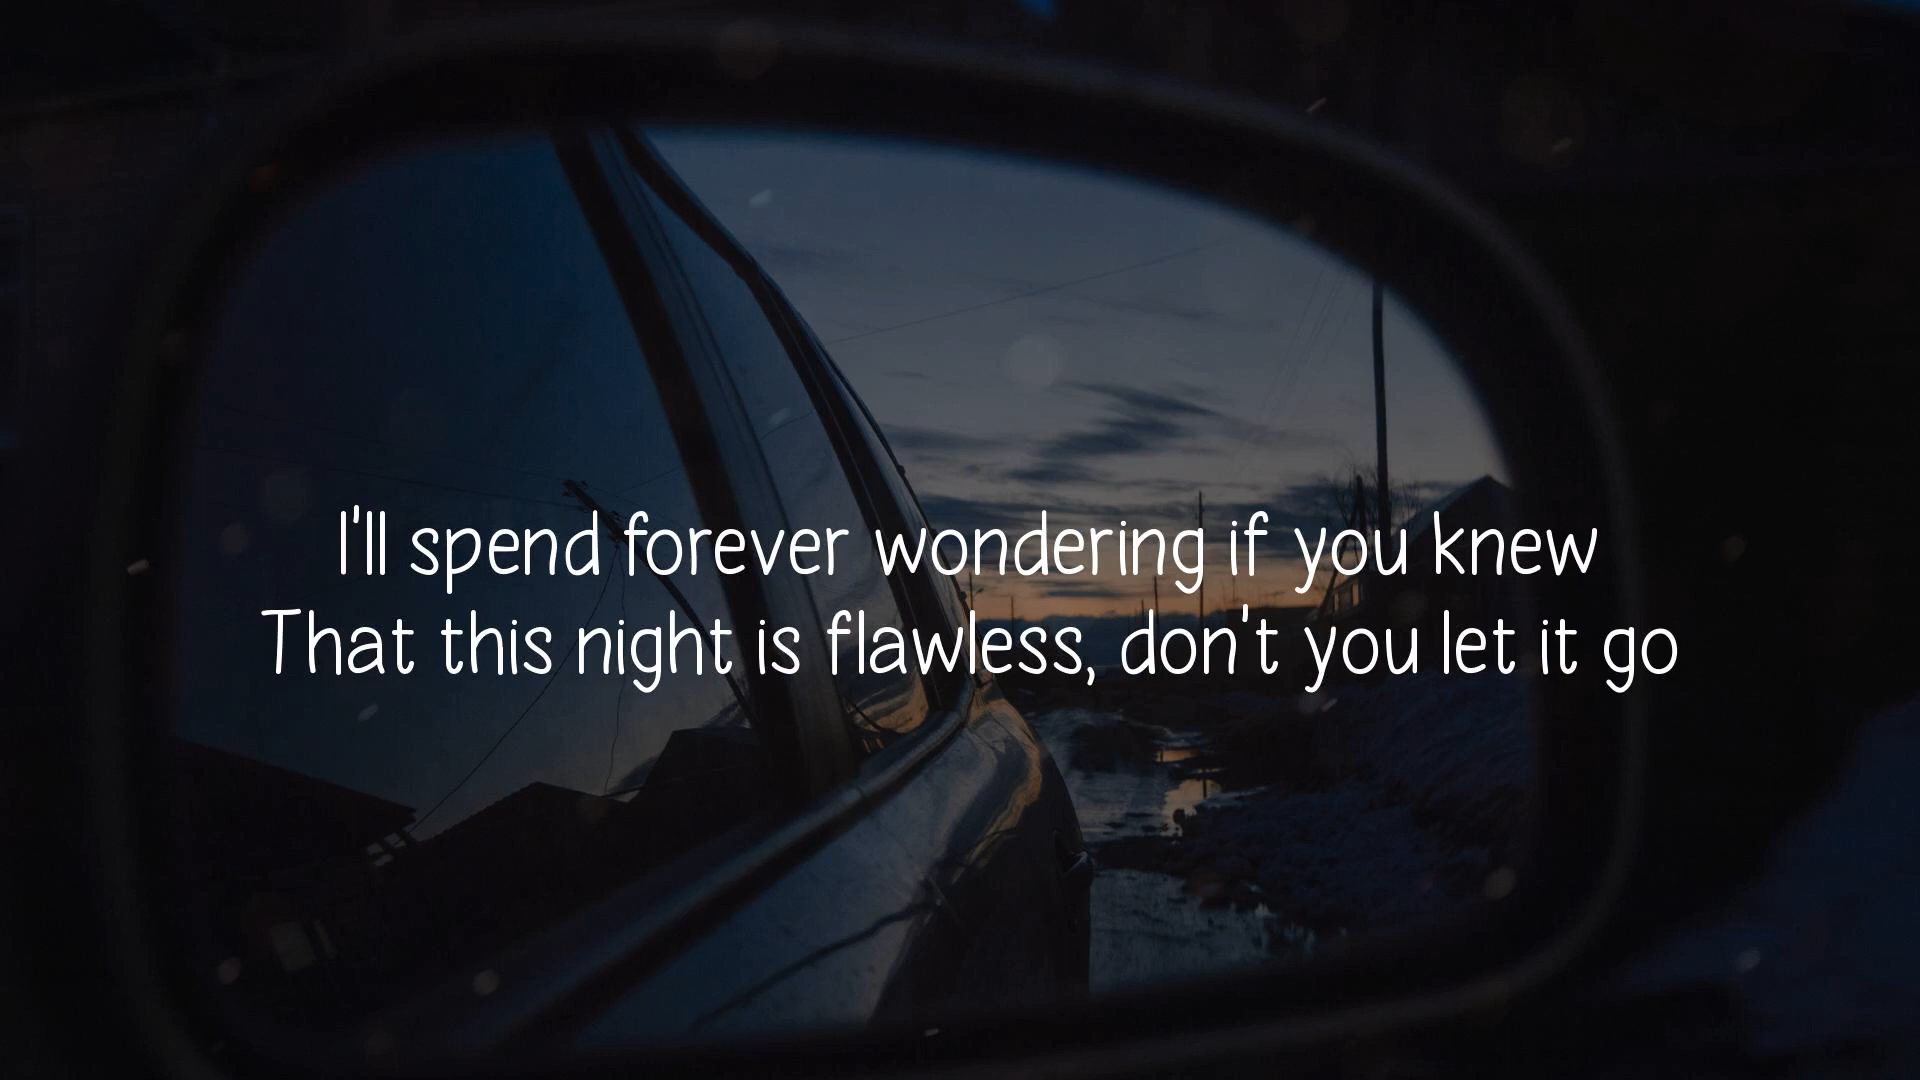 I'll spend forever wondering if you knew
That this night is flawless, don't you let it go